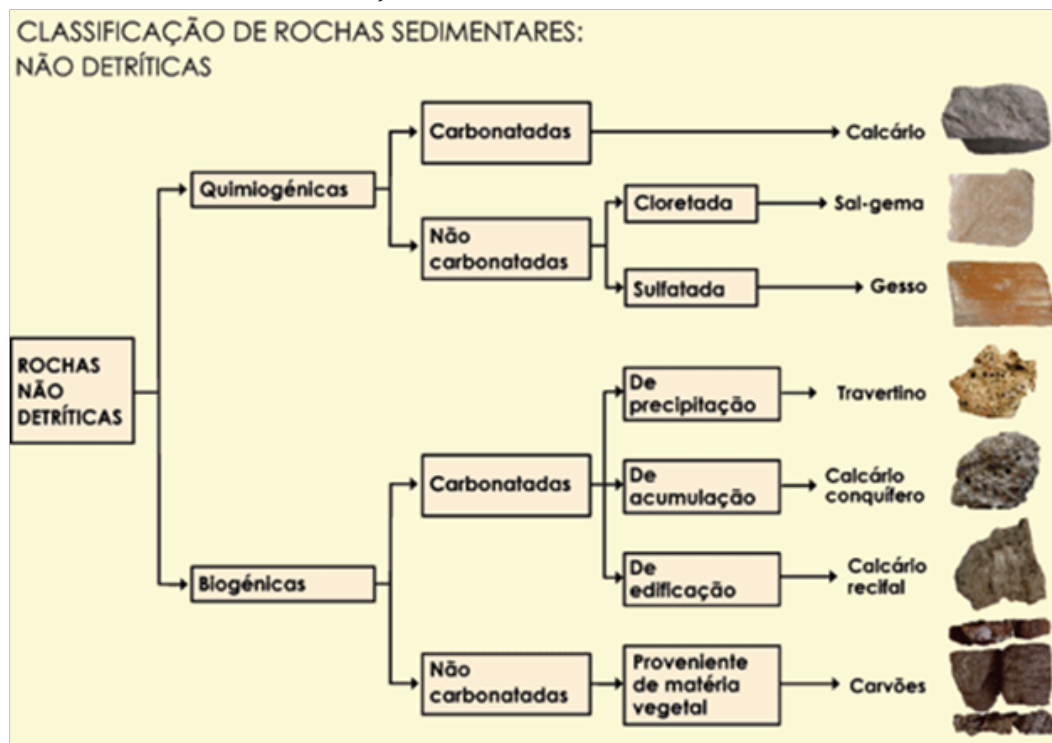 CLASSIFICAÇÃO DE ROCHAS SEDIMENTARES:
NÃO DETRÍTICAS
ROCHAS
NÃO
DETRÍTICAS
Quimiogénicas
Carbonatadas
Calcário
Não
carbonatadas
Cloretada
Sal-gema
Sulfatada
Gesso
Biogénicas
Carbonatadas
De
precipitação
Travertino
De
acumulação
Calcário
conquífero
De
edificação
Calcário
recifal
Não
carbonatadas
Proveniente
de matéria
vegetal
Carvões